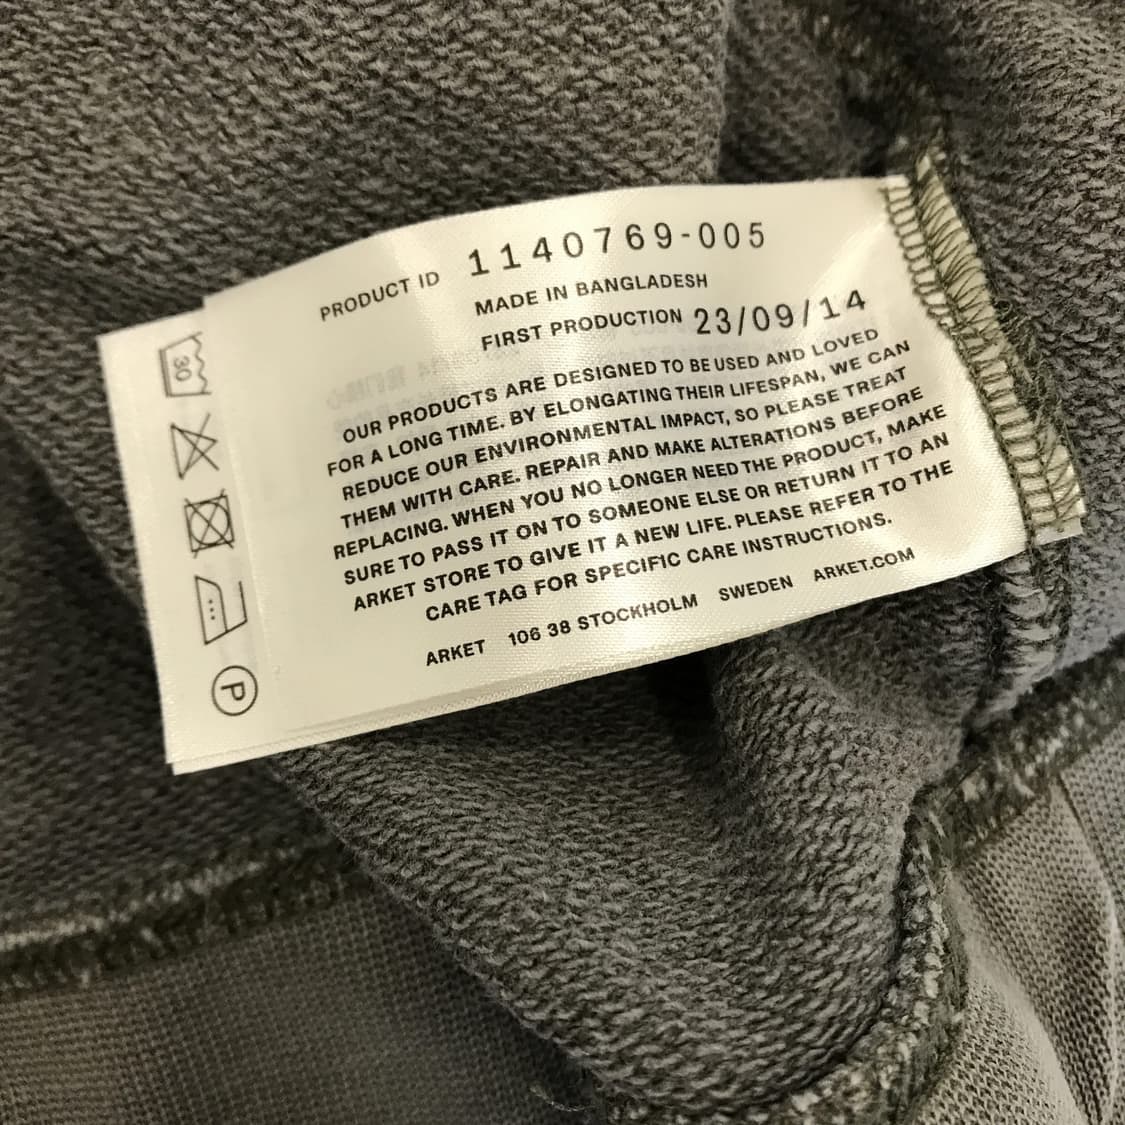 PRODUCT ID 1140769-005
MADE IN BANGLADESH
FIRST PRODUCTION 23/09/14
OUR PRODUCTS ARE DESIGNED TO BE USED AND LOVED
FOR A LONG TIME. BY ELONGATING THEIR LIFESPAN, WE CAN
REDUCE OUR ENVIRONMENTAL IMPACT, SO PLEASE TREAT
THEM WITH CARE. REPAIR AND MAKE ALTERATIONS BEFORE
REPLACING. WHEN YOU NO LONGER NEED THE PRODUCT, MAKE
SURE TO PASS IT ON TO SOMEONE ELSE OR RETURN IT TO AN
ARKET STORE TO GIVE IT A NEW LIFE. PLEASE REFER TO THE
CARE TAG FOR SPECIFIC CARE INSTRUCTIONS.
ARKET 106 38 STOCKHOLM SWEDEN ARKET.COM
30
P